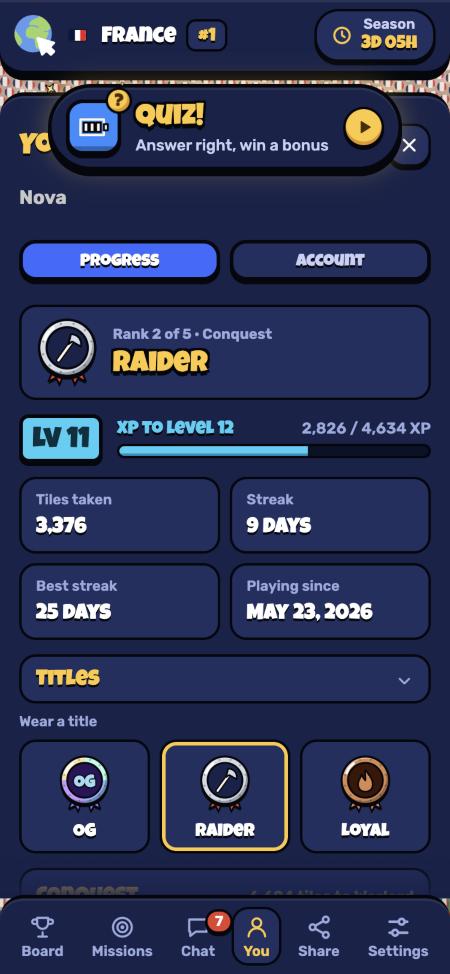 FRANCE #1
Season
3D 05H
?
QUIZ!
Answer right, win a bonus
YO
Nova
PROGRESS
ACCOUNT
Rank 2 of 5 • Conquest
RAIDER
LV 11
XP TO LEVEL 12
2,826 / 4,634 XP
Tiles taken
3,376
Streak
9 DAYS
Best streak
25 DAYS
Playing since
MAY 23, 2026
TITLES
Wear a title
OG
OG
RAIDER
LOYAL
CONQUEST
7
Board
Missions
Chat
You
Share
Settings